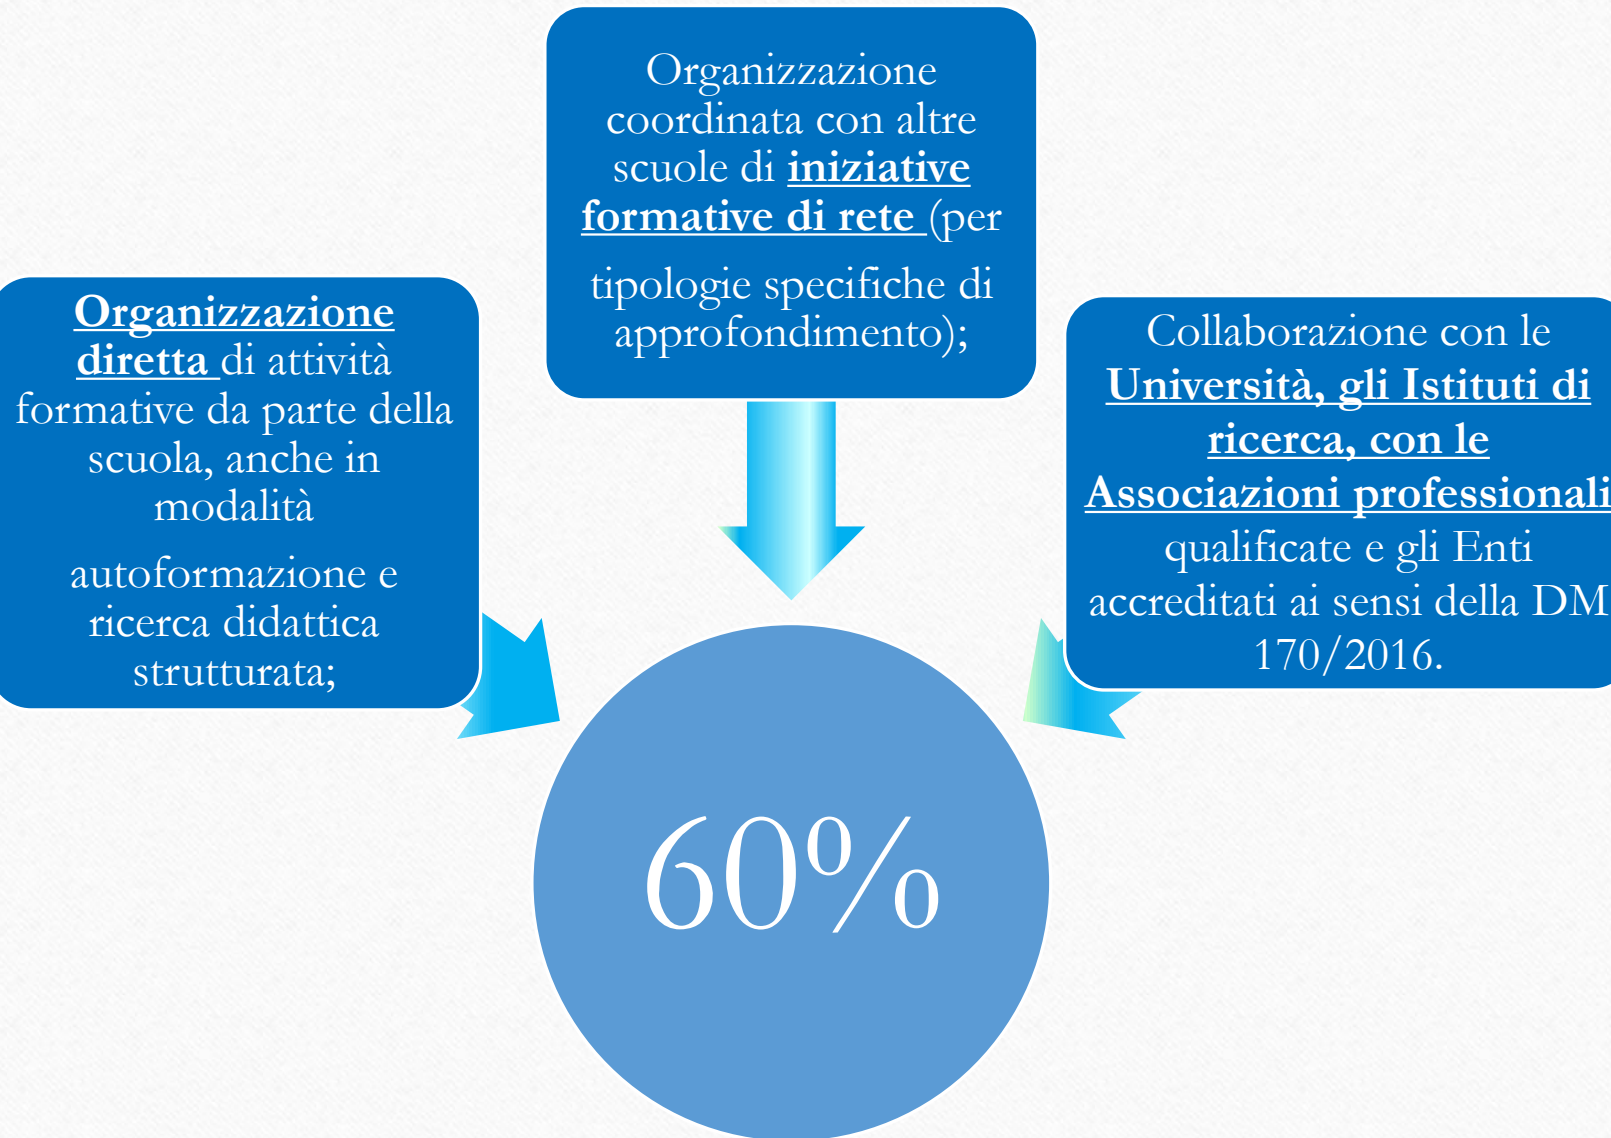 Organizzazione
diretta di attività
formative da parte della
scuola, anche in
modalità
autoformazione e
ricerca didattica
strutturata;
Organizzazione
coordinata con altre
scuole di iniziative
formative di rete (per
tipologie specifiche di
approfondimento);
Collaborazione con le
Università, gli Istituti di
ricerca, con le
Associazioni professionali
qualificate e gli Enti
accreditati ai sensi della DM
170/2016.
60%